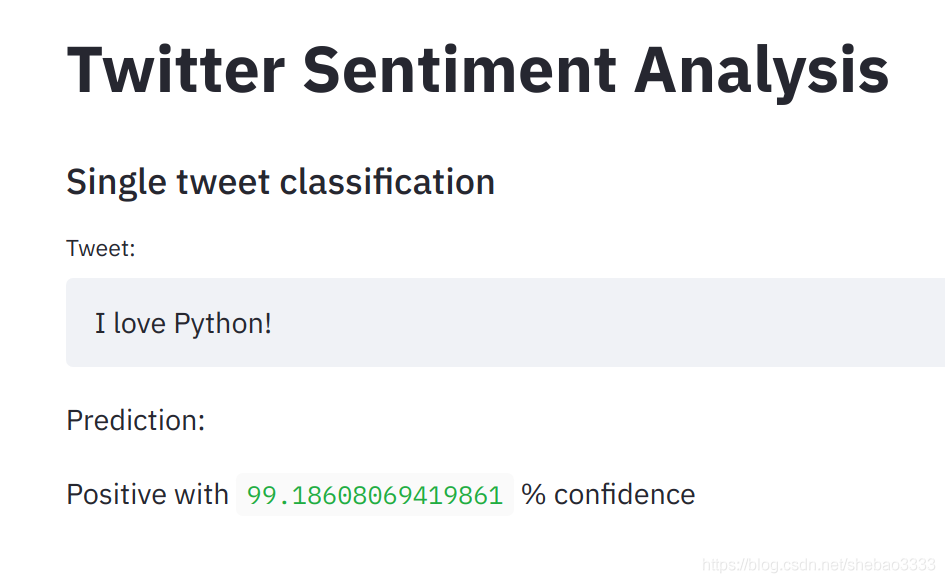 Twitter Sentiment Analysis
Single tweet classification
Tweet:
I love Python!
Prediction:
Positive with 99.18608069419861 % confidence
https://blog.csdn.net/shebao3333